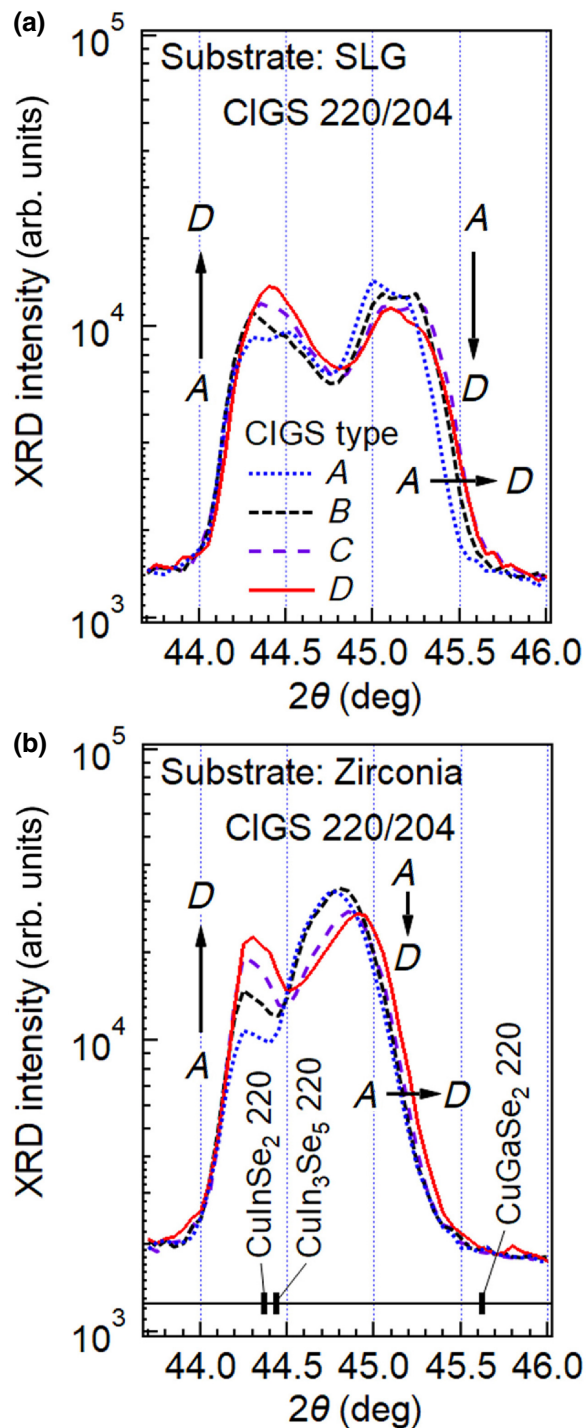 (a)
10⁵
Substrate: SLG
CIGS 220/204
D
A
10⁴
A
D
CIGS type
A
B
C
D
A D
10³
XRD intensity (arb. units)
44.0 44.5 45.0 45.5 46.0
2θ (deg)
(b)
10⁵
Substrate: Zirconia
CIGS 220/204
D
A
D
10⁴
A
A D
CuInSe₂ 220
CuIn₃Se₅ 220
CuGaSe₂ 220
10³
XRD intensity (arb. units)
44.0 44.5 45.0 45.5 46.0
2θ (deg)